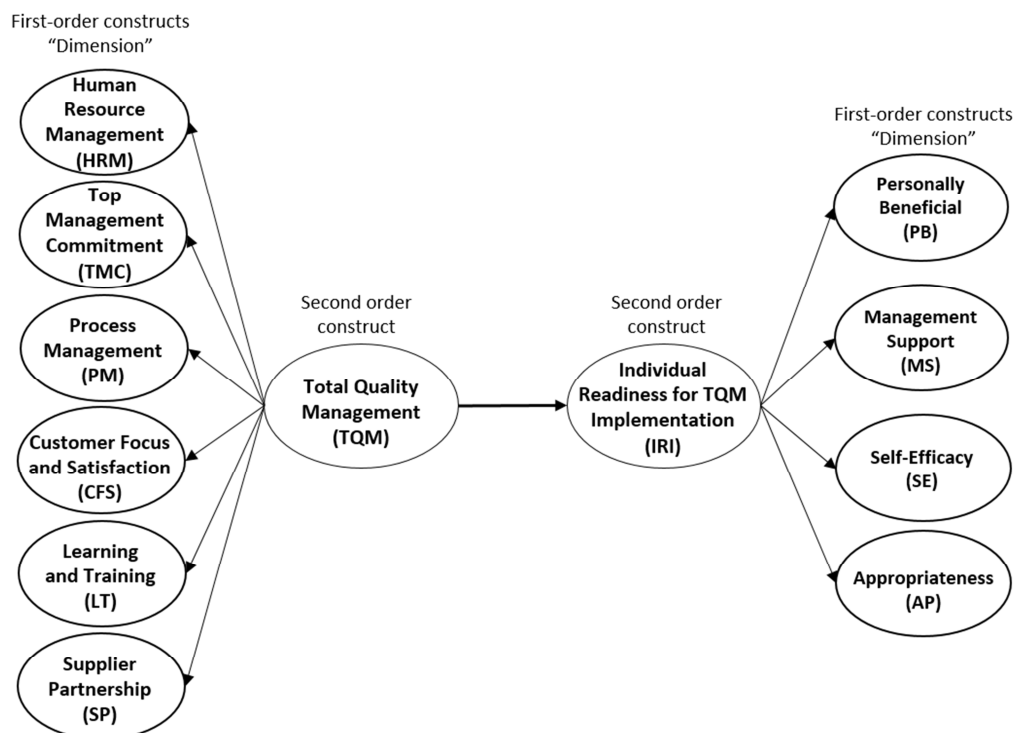 First-order constructs
“Dimension”
Human
Resource
Management
(HRM)
Top
Management
Commitment
(TMC)
Process
Management
(PM)
Customer Focus
and Satisfaction
(CFS)
Learning
and Training
(LT)
Supplier
Partnership
(SP)
Second order
construct
Total Quality
Management
(TQM)
Second order
construct
Individual
Readiness for TQM
Implementation
(IRI)
First-order constructs
“Dimension”
Personally
Beneficial
(PB)
Management
Support
(MS)
Self-Efficacy
(SE)
Appropriateness
(AP)